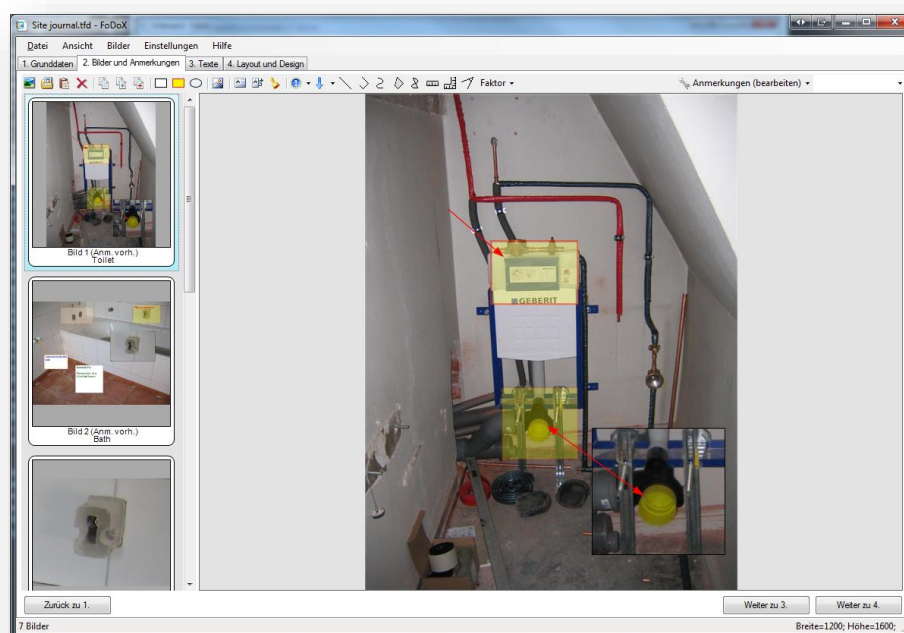 Site journal.tfd - FoDoX
Datei Ansicht Bilder Einstellungen Hilfe
1. Grunddaten 2. Bilder und Anmerkungen 3. Texte 4. Layout und Design
Faktor Anmerkungen (bearbeiten)
Bild 1 (Anm. vorh.)
Toilet
Bild 2 (Anm. vorh.)
Bath
GEBERIT
Zurück zu 1. Weiter zu 3. Weiter zu 4.
7 Bilder Breite=1200; Höhe=1600;